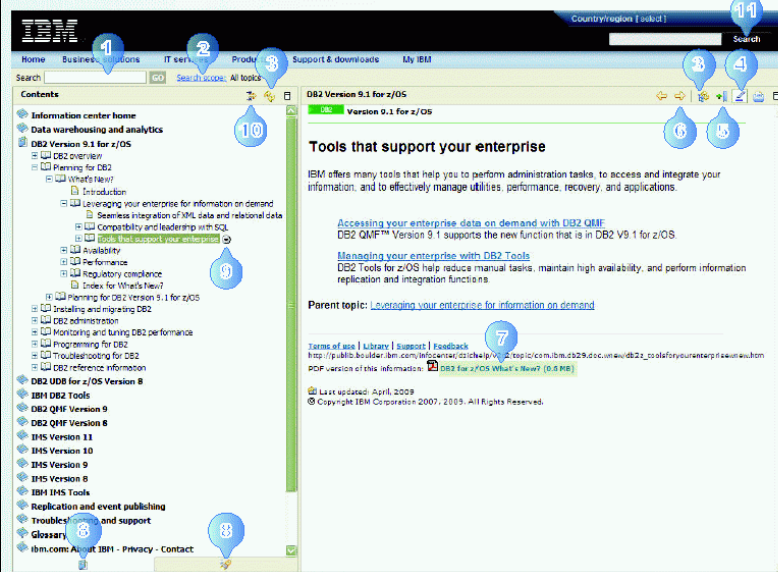 IBM
Country/region [ select ]
11
Search
Home Business solutions IT services Products Support & downloads My IBM
1
2
Search GO Search scope: All topics
3
3
4
Contents
DB2 Version 9.1 for z/OS
10
6
5
DB2 Version 9.1 for z/OS
Information center home
Data warehousing and analytics
DB2 Version 9.1 for z/OS
DB2 overview
Planning for DB2
What's New?
Introduction
Leveraging your enterprise for information on demand
Seamless integration of XML data and relational data
Compatibility and leadership with SQL
Tools that support your enterprise
Availability
9
Performance
Regulatory compliance
Index for What's New?
Planning for DB2 Version 9.1 for z/OS
Installing and migrating DB2
DB2 administration
Monitoring and tuning DB2 performance
Programming for DB2
Troubleshooting for DB2
DB2 reference information
DB2 UDB for z/OS Version 8
IBM DB2 Tools
DB2 QMF Version 9
DB2 QMF Version 8
IMS Version 11
IMS Version 10
IMS Version 9
IMS Version 8
IBM IMS Tools
Replication and event publishing
Troubleshooting and support
Glossary
ibm.com: About IBM - Privacy - Contact
8
8
Tools that support your enterprise
IBM offers many tools that help you to perform administration tasks, to access and integrate your
information, and to effectively manage utilities, performance, recovery, and applications.
Accessing your enterprise data on demand with DB2 QMF
DB2 QMF™ Version 9.1 supports the new function that is in DB2 V9.1 for z/OS.
Managing your enterprise with DB2 Tools
DB2 Tools for z/OS help reduce manual tasks, maintain high availability, and perform information
replication and integration functions.
Parent topic: Leveraging your enterprise for information on demand
7
Terms of use | Library | Support | Feedback
PDF version of this information: DB2 for z/OS What's New? (0.6 MB)
Last updated: April, 2009
© Copyright IBM Corporation 2007, 2009. All Rights Reserved.